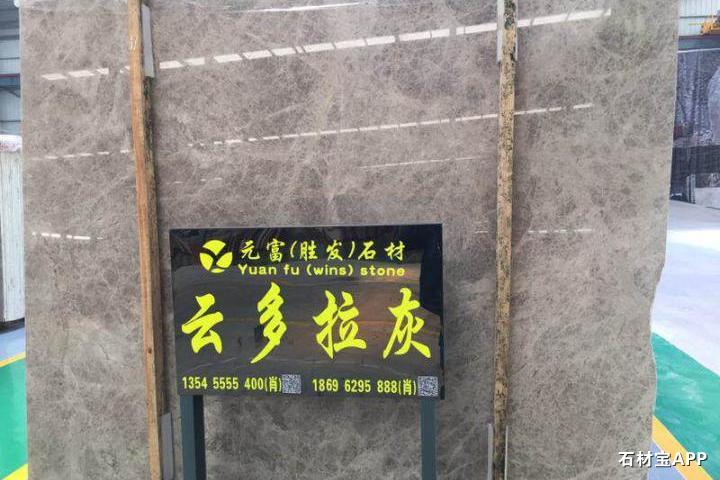 元富(胜发)石材
Yuan fu (wins) stone
云多拉灰
1354 5555 400(肖) 1869 6295 888(肖)
石材宝APP